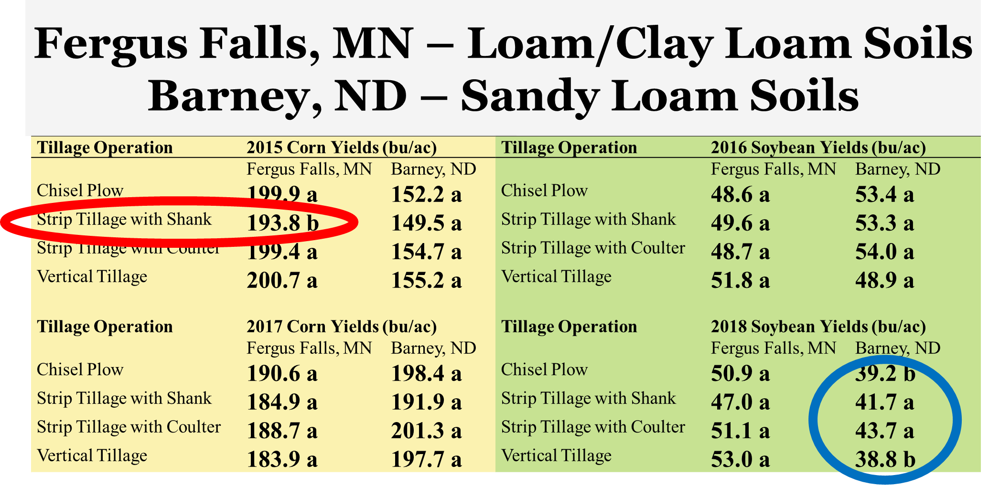 Fergus Falls, MN – Loam/Clay Loam Soils
Barney, ND – Sandy Loam Soils
Tillage Operation 2015 Corn Yields (bu/ac) Tillage Operation 2016 Soybean Yields (bu/ac)
Fergus Falls, MN Barney, ND Fergus Falls, MN Barney, ND
Chisel Plow 199.9 a 152.2 a Chisel Plow 48.6 a 53.4 a
Strip Tillage with Shank 193.8 b 149.5 a Strip Tillage with Shank 49.6 a 53.3 a
Strip Tillage with Coulter 199.4 a 154.7 a Strip Tillage with Coulter 48.7 a 54.0 a
Vertical Tillage 200.7 a 155.2 a Vertical Tillage 51.8 a 48.9 a
Tillage Operation 2017 Corn Yields (bu/ac) Tillage Operation 2018 Soybean Yields (bu/ac)
Fergus Falls, MN Barney, ND Fergus Falls, MN Barney, ND
Chisel Plow 190.6 a 198.4 a Chisel Plow 50.9 a 39.2 b
Strip Tillage with Shank 184.9 a 191.9 a Strip Tillage with Shank 47.0 a 41.7 a
Strip Tillage with Coulter 188.7 a 201.3 a Strip Tillage with Coulter 51.1 a 43.7 a
Vertical Tillage 183.9 a 197.7 a Vertical Tillage 53.0 a 38.8 b